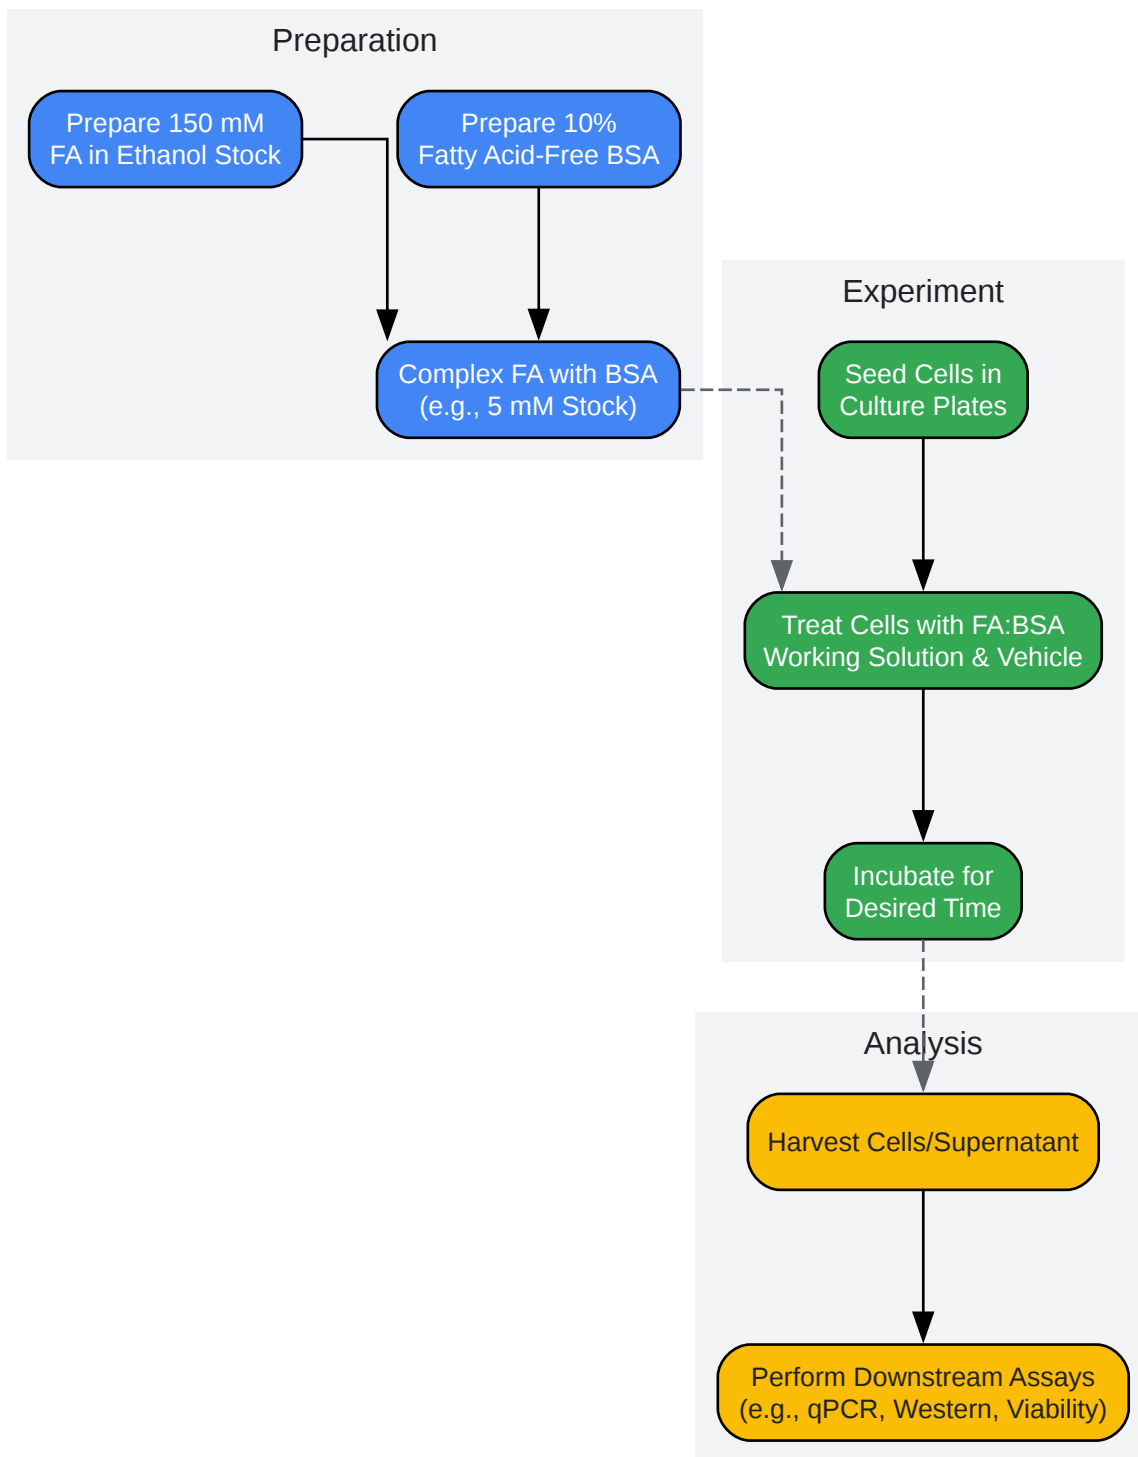 Preparation
Prepare 150 mM
FA in Ethanol Stock
Prepare 10%
Fatty Acid-Free BSA
Complex FA with BSA
(e.g., 5 mM Stock)
Experiment
Seed Cells in
Culture Plates
Treat Cells with FA:BSA
Working Solution & Vehicle
Incubate for
Desired Time
Analysis
Harvest Cells/Supernatant
Perform Downstream Assays
(e.g., qPCR, Western, Viability)